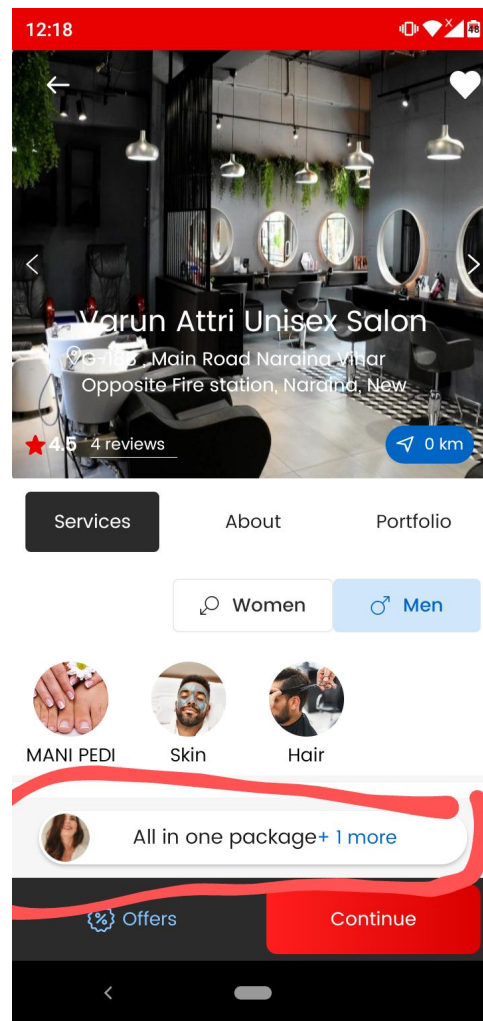 12:18
Varun Attri Unisex Salon
Main Road Naraina Vihar
Opposite Fire station, Naraina, New
4.5 4 reviews
0 km
Services About Portfolio
Women Men
MANI PEDI Skin Hair
All in one package+ 1 more
Offers Continue